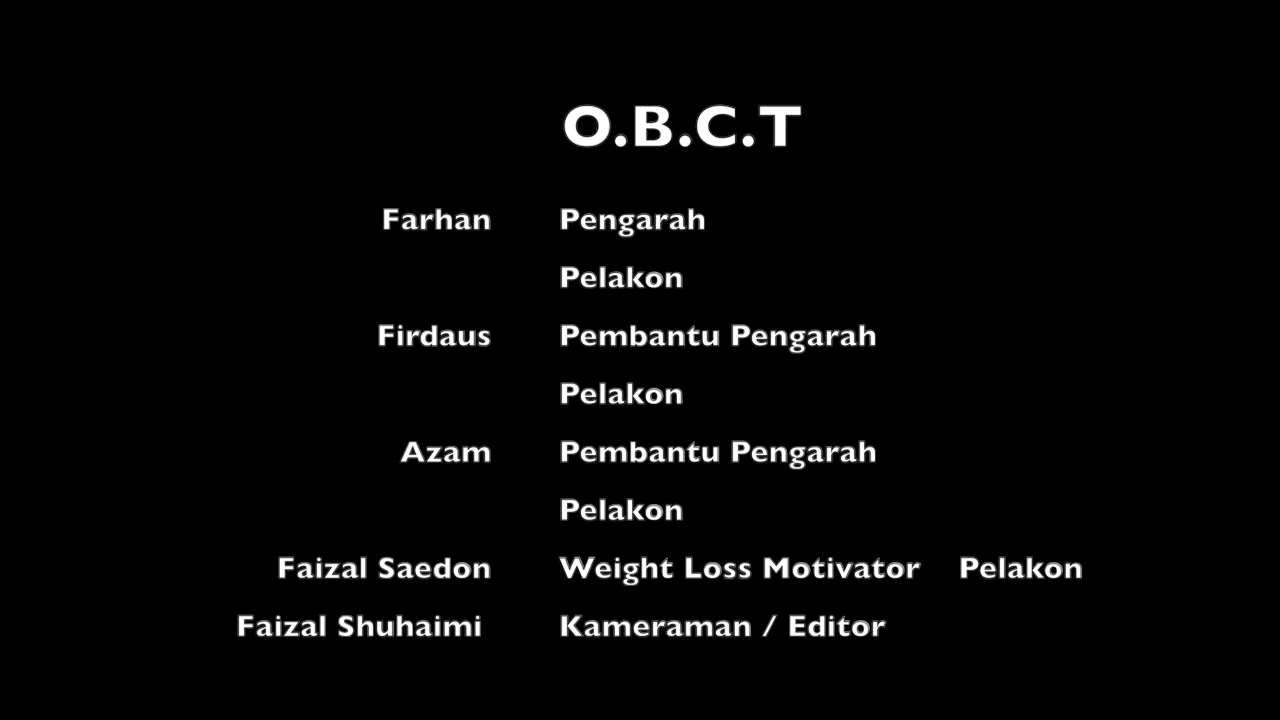 O.B.C.T
Farhan Pengarah
Pelakon
Firdaus Pembantu Pengarah
Pelakon
Azam Pembantu Pengarah
Pelakon
Faizal Saedon Weight Loss Motivator Pelakon
Faizal Shuhaimi Kameraman / Editor